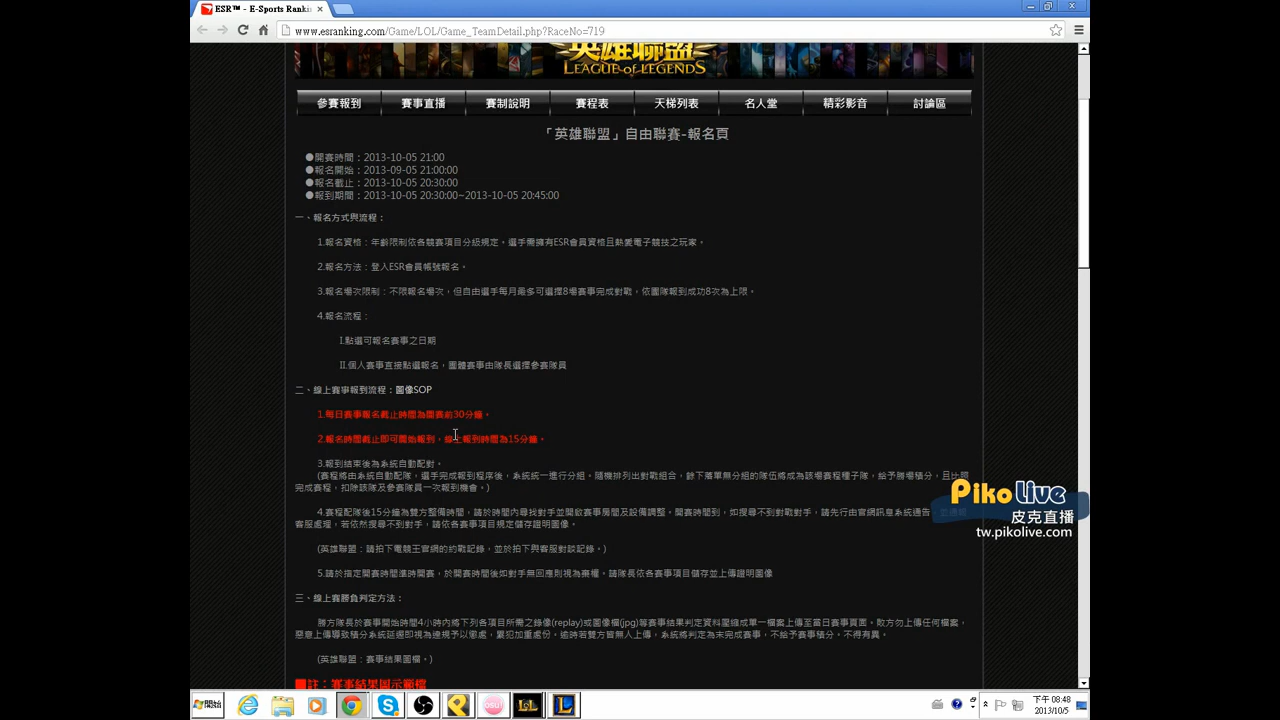 ESR™ - E-Sports Ranki
www.esranking.com/Game/LOL/Game_TeamDetail.php?RaceNo=719
英雄聯盟
LEAGUE of LEGENDS
參賽報到 賽事直播 賽制說明 賽程表 天梯列表 名人堂 精彩影音 討論區
「英雄聯盟」自由聯賽-報名頁
●開賽時間：2013-10-05 21:00
●報名開始：2013-09-05 21:00:00
●報名截止：2013-10-05 20:30:00
●報到期間：2013-10-05 20:30:00~2013-10-05 20:45:00
一、報名方式與流程：
1.報名資格：年齡限制依各競賽項目分級規定。選手需擁有ESR會員資格且熱愛電子競技之玩家。
2.報名方法：登入ESR會員帳號報名。
3.報名場次限制：不限報名場次，但自由選手每月最多可選擇8場賽事完成對戰，依團隊報到成功8次為上限。
4.報名流程：
I.點選可報名賽事之日期
II.個人賽事直接點選報名，團體賽事由隊長選擇參賽隊員
二、線上賽事報到流程：圖像SOP
1.每日賽事報名截止時間為開賽前30分鐘。
2.報名時間截止即可開始報到，線上報到時間為15分鐘。
3.報到結束後為系統自動配對。
(賽程將由系統自動配隊，選手完成報到程序後，系統統一進行分組。隨機排列出對戰組合，餘下落單無分組的隊伍將成為該場賽程種子隊，給予勝場積分，且比照
完成賽程，扣除該隊及參賽隊員一次報到機會。)
4.賽程配隊後15分鐘為雙方整備時間，請於時間內尋找對手並開啟賽事房間及設備調整。開賽時間到，如搜尋不到對戰對手，請先行由官網訊息系統通告
客服處理，若依然搜尋不到對手，請依各賽事項目規定儲存證明圖像。
(英雄聯盟：請拍下電競王官網的約戰記錄，並於拍下與客服對談記錄。)
5.請於指定開賽時間準時開賽，於開賽時間後如對手無回應則視為棄權。請隊長依各賽事項目儲存並上傳證明圖像
三、線上賽勝負判定方法：
勝方隊長於賽事開始時間4小時內將下列各項目所需之錄像(replay)或圖像檔(jpg)等賽事結果判定資料壓縮成單一檔案上傳至當日賽事頁面。敗方勿上傳任何檔案，
惡意上傳導致積分系統延遲即視為違規予以懲處，累犯加重處份。逾時若雙方皆無人上傳，系統將判定為未完成賽事，不給予賽事積分。不得有異。
(英雄聯盟：賽事結果圖檔。)
■註：賽事結果圖示範檔
PikoLive
皮克直播
tw.pikolive.com
開始
下午 08:48
2013/10/5